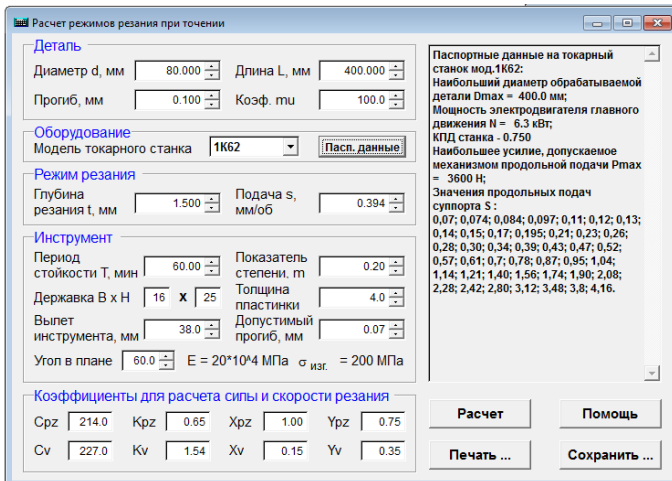 Расчет режимов резания при точении
Деталь
Диаметр d, мм 80.000 Длина L, мм 400.000
Прогиб, мм 0.100 Коэф. mu 100.0
Оборудование
Модель токарного станка 1К62 Пасп. данные
Режим резания
Глубина резания t, мм 1.500 Подача s, мм/об 0.394
Инструмент
Период стойкости Т, мин 60.00 Показатель степени. m 0.20
Державка В х Н 16 X 25 Толщина пластинки 4.0
Вылет инструмента, мм 38.0 Допустимый прогиб, мм 0.07
Угол в плане 60.0 E = 20*10^4 МПа σ изг. = 200 МПа
Коэффициенты для расчета силы и скорости резания
Cpz 214.0 Kpz 0.65 Xpz 1.00 Ypz 0.75
Cv 227.0 Kv 1.54 Xv 0.15 Yv 0.35
Паспортные данные на токарный
станок мод.1К62:
Наибольший диаметр обрабатываемой
детали Dmax = 400.0 мм;
Мощность электродвигателя главного
движения N = 6.3 кВт;
КПД станка - 0.750
Наибольшее усилие, допускаемое
механизмом продольной подачи Pmax
= 3600 Н;
Значения продольных подач
суппорта S :
0,07; 0,074; 0,084; 0,097; 0,11; 0,12; 0,13;
0,14; 0,15; 0,17; 0,195; 0,21; 0,23; 0,26;
0,28; 0,30; 0,34; 0,39; 0,43; 0,47; 0,52;
0,57; 0,61; 0,7; 0,78; 0,87; 0,95; 1,04;
1,14; 1,21; 1,40; 1,56; 1,74; 1,90; 2,08;
2,28; 2,42; 2,80; 3,12; 3,48; 3,8; 4,16.
Расчет Помощь
Печать ... Сохранить ...